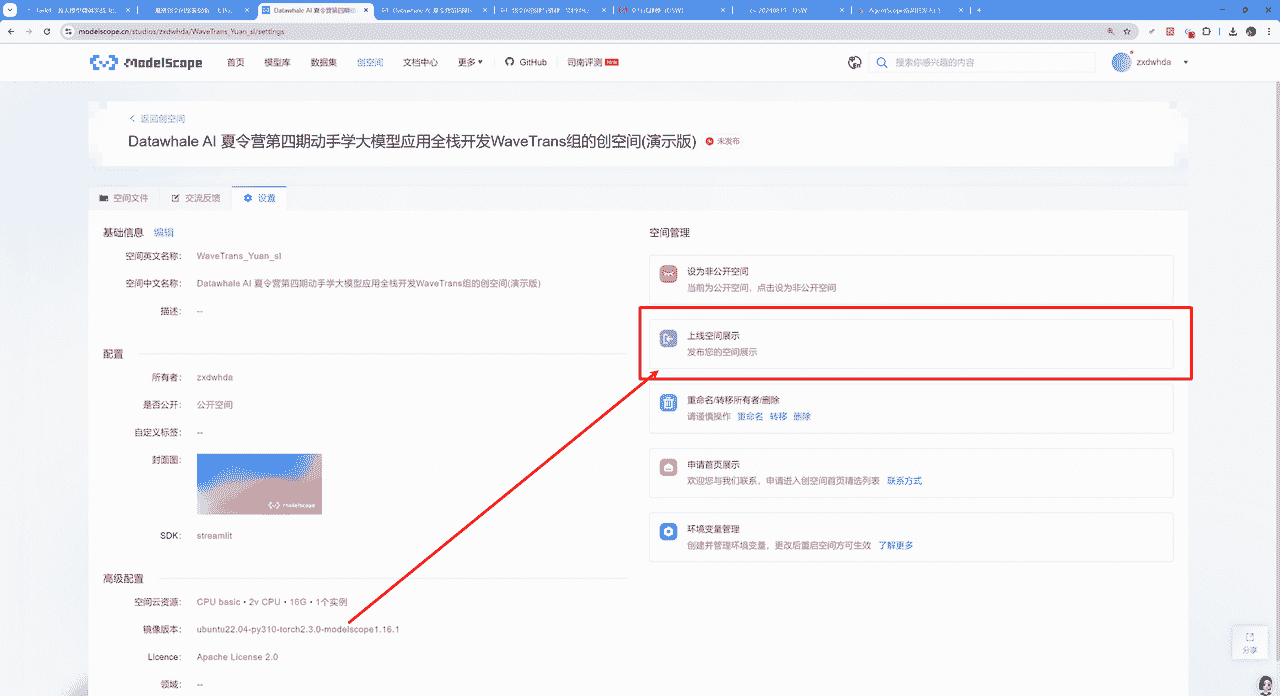 Datawhale AI 夏令营第四期动
modelscope.cn/studios/zxdwhda/WaveTrans_Yuan_sl/settings
ModelScope
首页 模型库 数据集 创空间 文档中心 更多 GitHub 司南评测
搜索你感兴趣的内容
zxdwhda
返回创空间
Datawhale AI 夏令营第四期动手学大模型应用全栈开发WaveTrans组的创空间(演示版) 未发布
空间文件 交流反馈 设置
基础信息 编辑
空间英文名称: WaveTrans_Yuan_sl
空间中文名称: Datawhale AI 夏令营第四期动手学大模型应用全栈开发WaveTrans组的创空间(演示版)
描述: --
配置
所有者: zxdwhda
是否公开: 公开空间
自定义标签: --
封面图:
ModelScope
SDK: streamlit
高级配置
空间云资源: CPU basic • 2v CPU • 16G • 1个实例
镜像版本: ubuntu22.04-py310-torch2.3.0-modelscope1.16.1
Licence: Apache License 2.0
领域: --
空间管理
设为非公开空间
当前为公开空间，点击设为非公开空间
上线空间展示
发布您的空间展示
重命名/转移所有者/删除
请谨慎操作 重命名 转移 删除
申请首页展示
欢迎您与我们联系，申请进入创空间首页精选列表 联系方式
环境变量管理
创建并管理环境变量，更改后重启空间方可生效 了解更多
分享